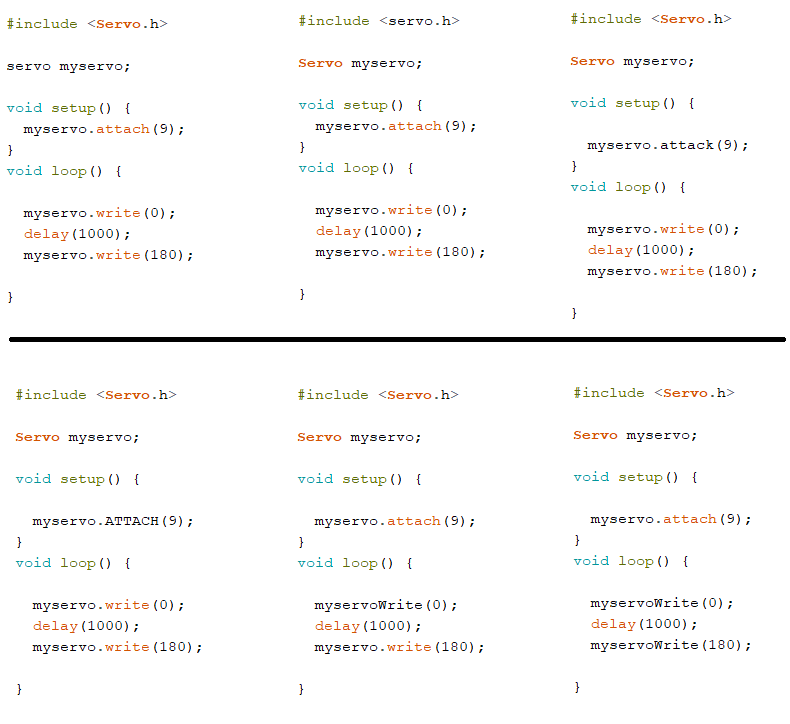 #include <Servo.h>
servo myservo;
void setup() {
myservo.attach(9);
}
void loop() {
myservo.write(0);
delay(1000);
myservo.write(180);
}
#include <servo.h>
Servo myservo;
void setup() {
myservo.attach(9);
}
void loop() {
myservo.write(0);
delay(1000);
myservo.write(180);
}
#include <Servo.h>
Servo myservo;
void setup() {
myservo.attack(9);
}
void loop() {
myservo.write(0);
delay(1000);
myservo.write(180);
}
#include <Servo.h>
Servo myservo;
void setup() {
myservo.ATTACH(9);
}
void loop() {
myservo.write(0);
delay(1000);
myservo.write(180);
}
#include <Servo.h>
Servo myservo;
void setup() {
myservo.attach(9);
}
void loop() {
myservoWrite(0);
delay(1000);
myservo.write(180);
}
#include <Servo.h>
Servo myservo;
void setup() {
myservo.attach(9);
}
void loop() {
myservoWrite(0);
delay(1000);
myservoWrite(180);
}